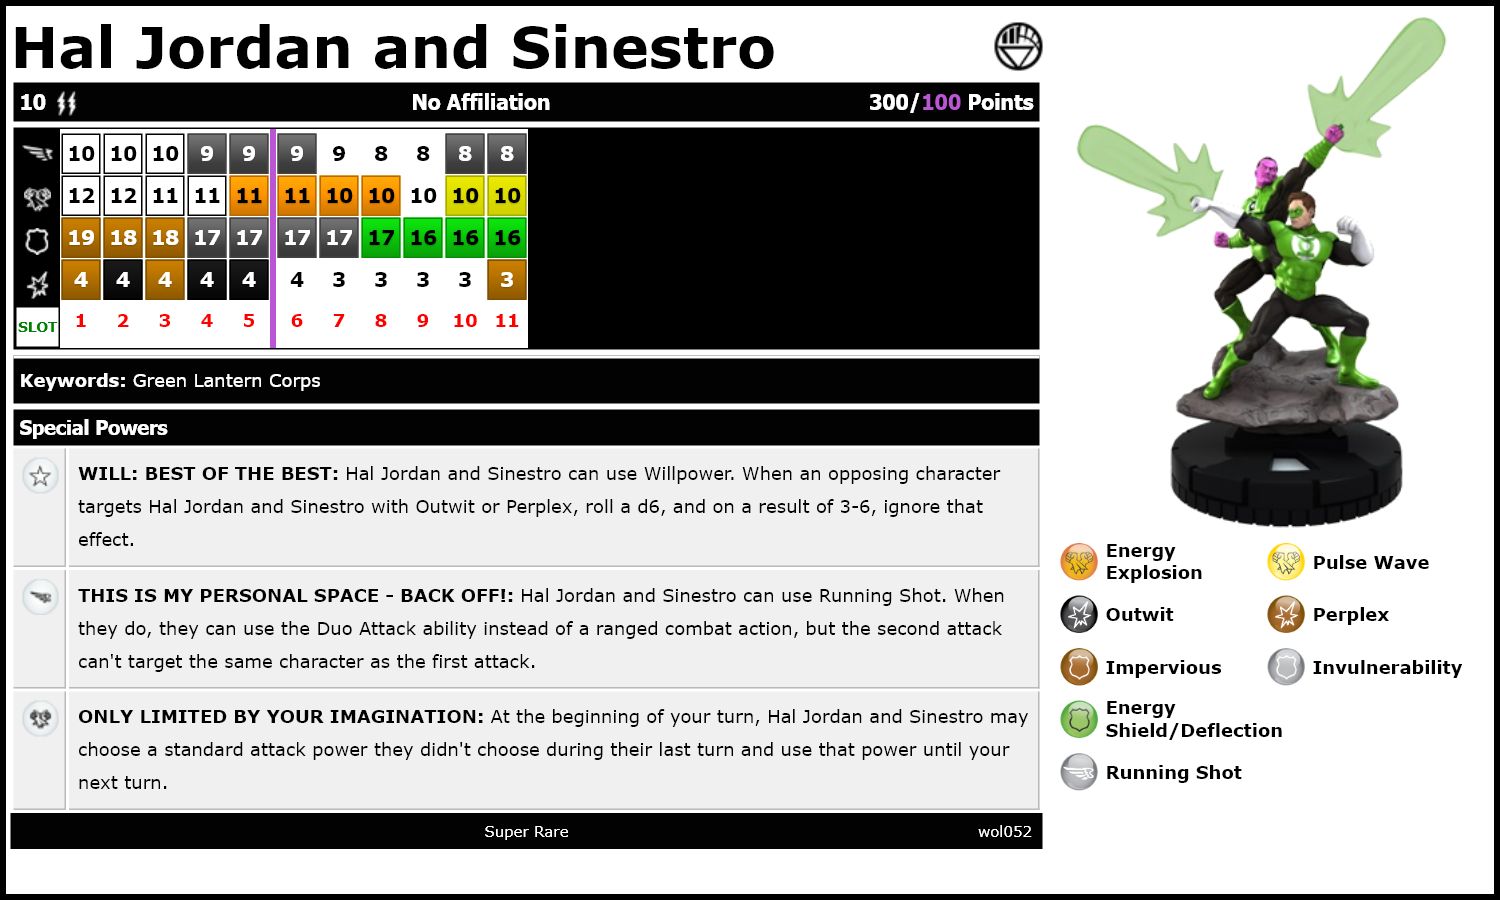 Hal Jordan and Sinestro
10 No Affiliation 300/100 Points
10 10 10 9 9 9 9 8 8 8 8
12 12 11 11 11 11 10 10 10 10 10
19 18 18 17 17 17 17 17 16 16 16
4 4 4 4 4 4 3 3 3 3 3
SLOT 1 2 3 4 5 6 7 8 9 10 11
Keywords: Green Lantern Corps
Special Powers
WILL: BEST OF THE BEST: Hal Jordan and Sinestro can use Willpower. When an opposing character
targets Hal Jordan and Sinestro with Outwit or Perplex, roll a d6, and on a result of 3-6, ignore that
effect.
THIS IS MY PERSONAL SPACE - BACK OFF!: Hal Jordan and Sinestro can use Running Shot. When
they do, they can use the Duo Attack ability instead of a ranged combat action, but the second attack
can't target the same character as the first attack.
ONLY LIMITED BY YOUR IMAGINATION: At the beginning of your turn, Hal Jordan and Sinestro may
choose a standard attack power they didn't choose during their last turn and use that power until your
next turn.
Super Rare wol052
Energy
Explosion
Pulse Wave
Outwit
Perplex
Impervious
Invulnerability
Energy
Shield/Deflection
Running Shot